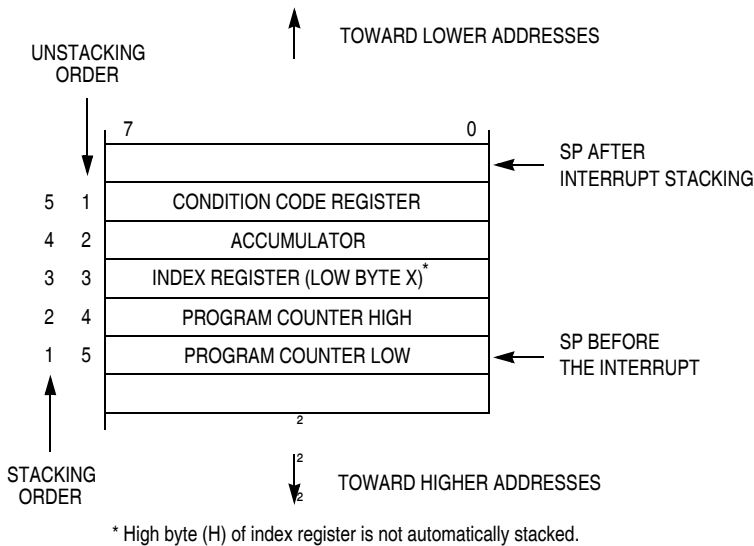 TOWARD LOWER ADDRESSES
UNSTACKING
ORDER
7 0
SP AFTER
INTERRUPT STACKING
5 1 CONDITION CODE REGISTER
4 2 ACCUMULATOR
3 3 INDEX REGISTER (LOW BYTE X)*
2 4 PROGRAM COUNTER HIGH
1 5 PROGRAM COUNTER LOW
SP BEFORE
THE INTERRUPT
²
²
²
STACKING
ORDER
TOWARD HIGHER ADDRESSES
* High byte (H) of index register is not automatically stacked.